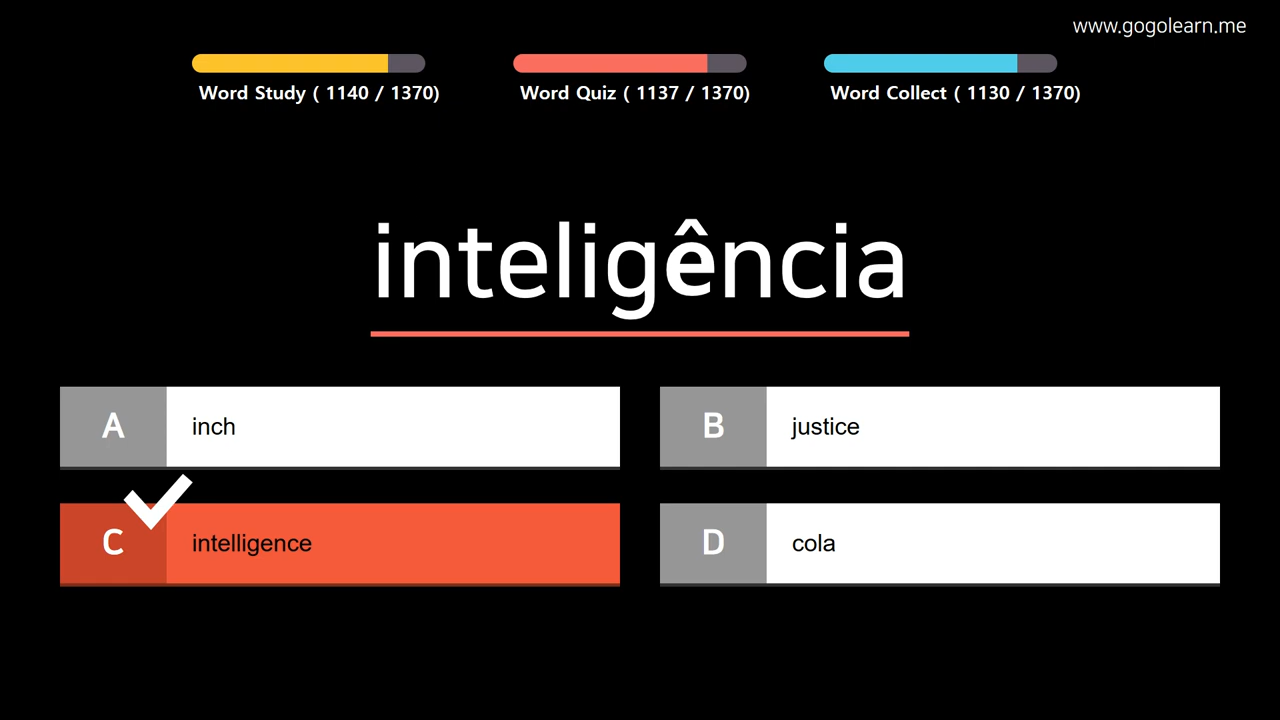 www.gogolearn.me
Word Study ( 1140 / 1370)
Word Quiz ( 1137 / 1370)
Word Collect ( 1130 / 1370)
inteligência
A inch
B justice
C intelligence
D cola